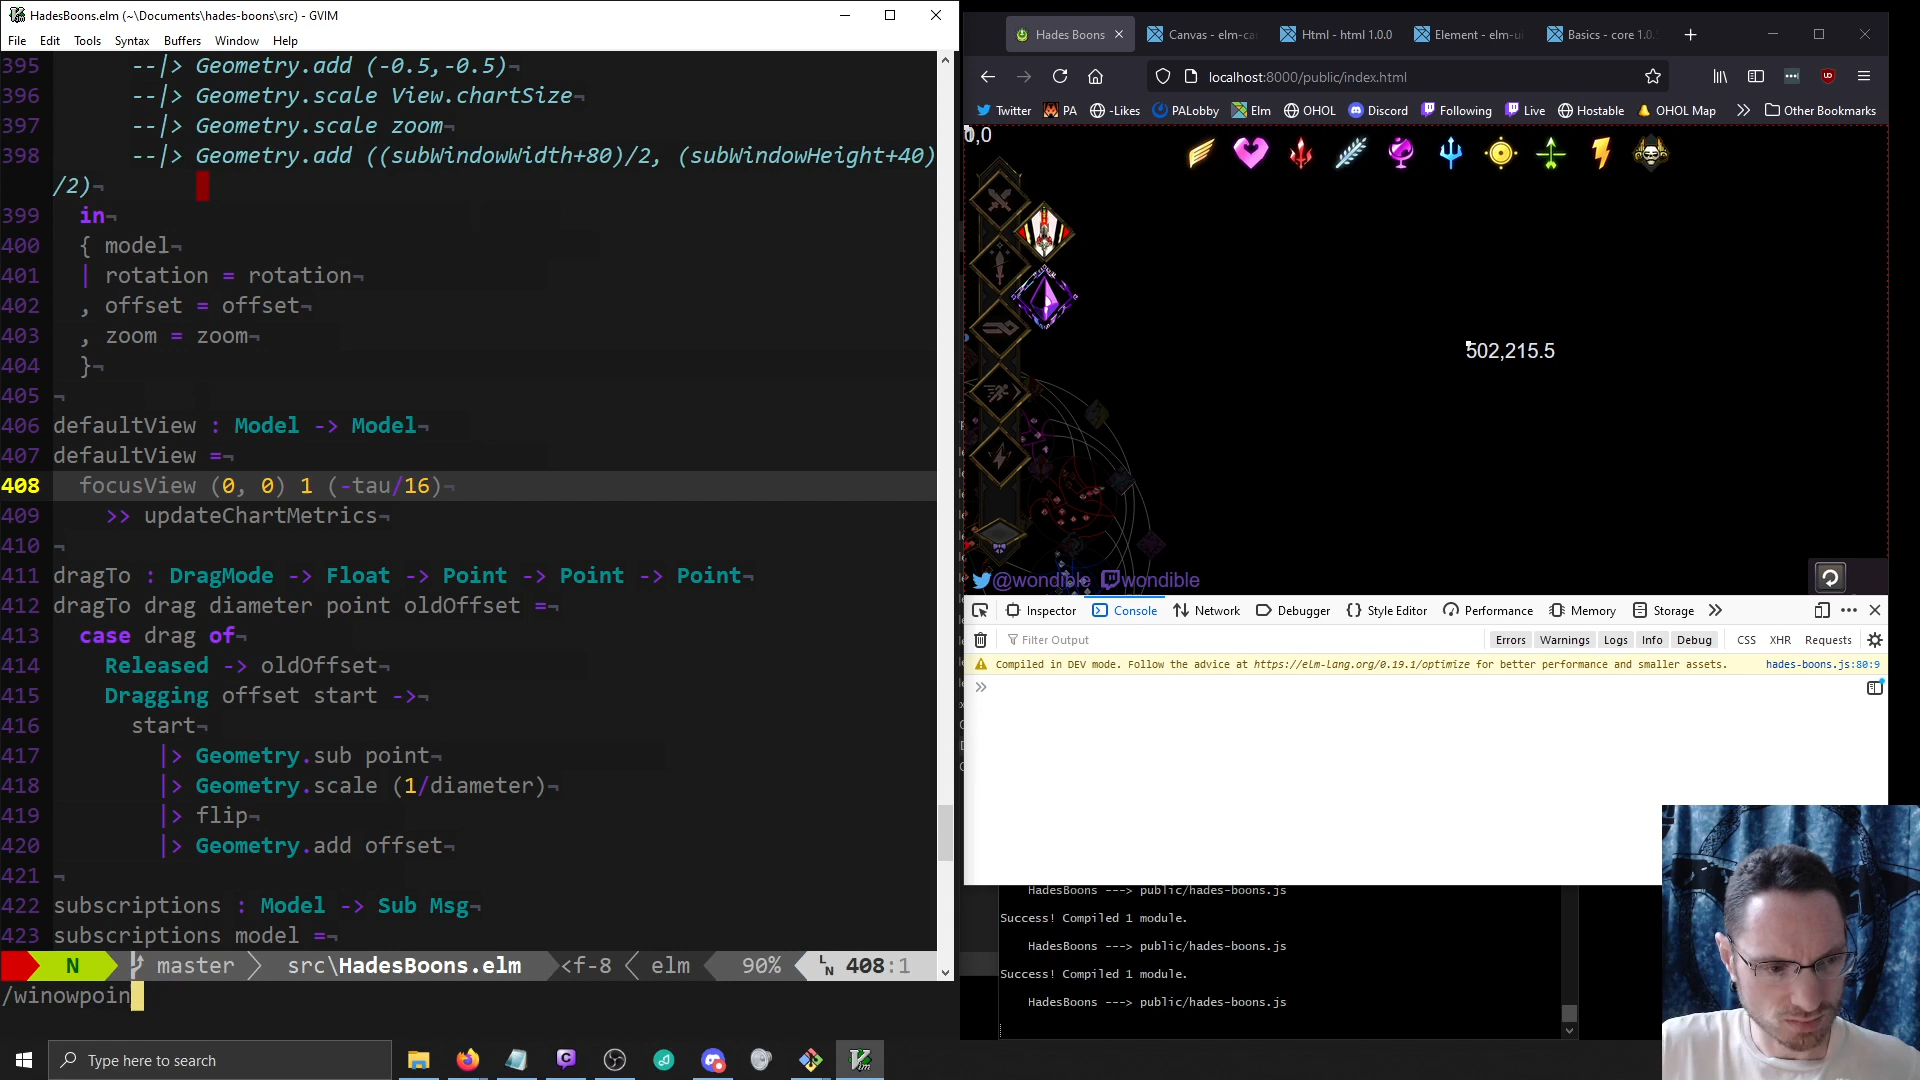 HadesBoons.elm (~\Documents\hades-boons\src) - GVIM
File Edit Tools Syntax Buffers Window Help
395 --|> Geometry.add (-0.5,-0.5)¬
396 --|> Geometry.scale View.chartSize¬
397 --|> Geometry.scale zoom¬
398 --|> Geometry.add ((subWindowWidth+80)/2, (subWindowHeight+40)
/2)¬
399 in¬
400 { model¬
401 | rotation = rotation¬
402 , offset = offset¬
403 , zoom = zoom¬
404 }¬
405 ¬
406 defaultView : Model -> Model¬
407 defaultView =¬
408 focusView (0, 0) 1 (-tau/16)¬
409 >> updateChartMetrics¬
410 ¬
411 dragTo : DragMode -> Float -> Point -> Point -> Point¬
412 dragTo drag diameter point oldOffset =¬
413 case drag of¬
414 Released -> oldOffset¬
415 Dragging offset start ->¬
416 start¬
417 |> Geometry.sub point¬
418 |> Geometry.scale (1/diameter)¬
419 |> flip¬
420 |> Geometry.add offset¬
421 ¬
422 subscriptions : Model -> Sub Msg¬
423 subscriptions model =¬
N master src\HadesBoons.elm <f-8 elm 90% LN 408:1
/winowpoin
Type here to search
Hades Boons Canvas - elm-ca Html - html 1.0.0 Element - elm-u Basics - core 1.0.
localhost:8000/public/index.html
Twitter PA -Likes PALobby Elm OHOL Discord Following Live Hostable OHOL Map Other Bookmarks
0,0
502,215.5
@wondible wondible
Inspector Console Network Debugger Style Editor Performance Memory Storage
Filter Output Errors Warnings Logs Info Debug CSS XHR Requests
Compiled in DEV mode. Follow the advice at https://elm-lang.org/0.19.1/optimize for better performance and smaller assets. hades-boons.js:80:9
HadesBoons ---> public/hades-boons.js
Success! Compiled 1 module.
HadesBoons ---> public/hades-boons.js
Success! Compiled 1 module.
HadesBoons ---> public/hades-boons.js